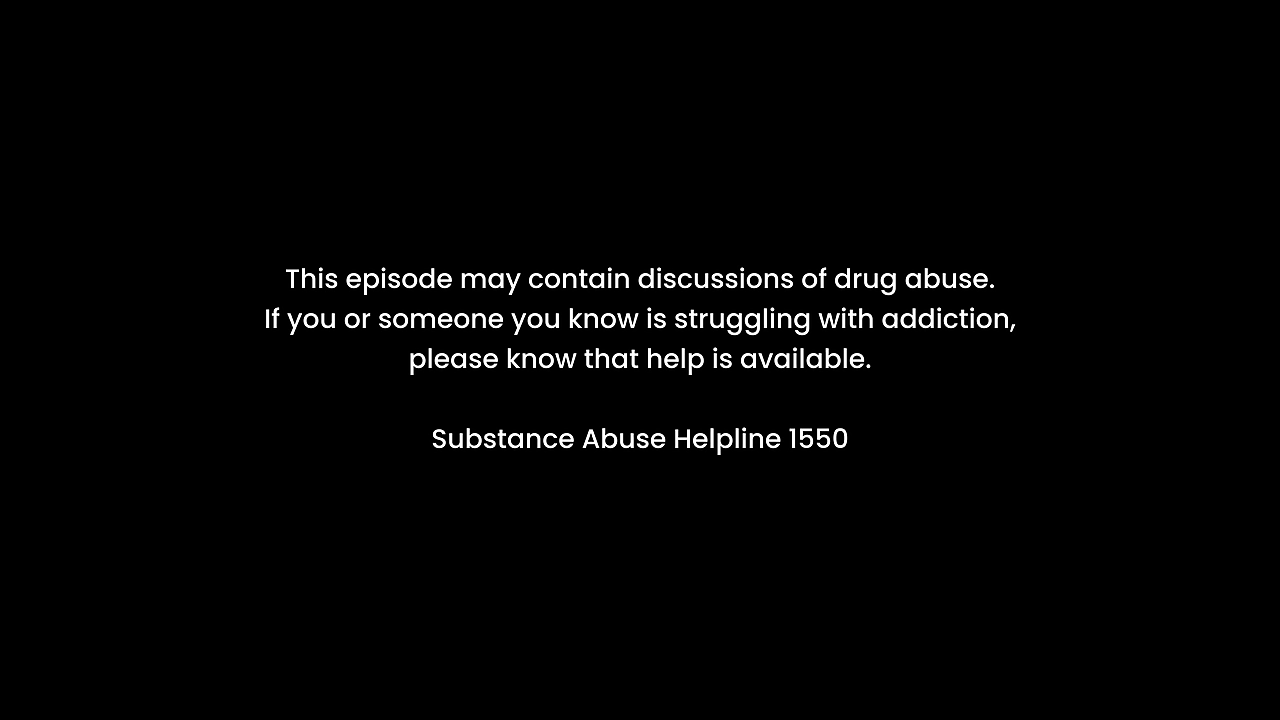 This episode may contain discussions of drug abuse.
If you or someone you know is struggling with addiction,
please know that help is available.
Substance Abuse Helpline 1550